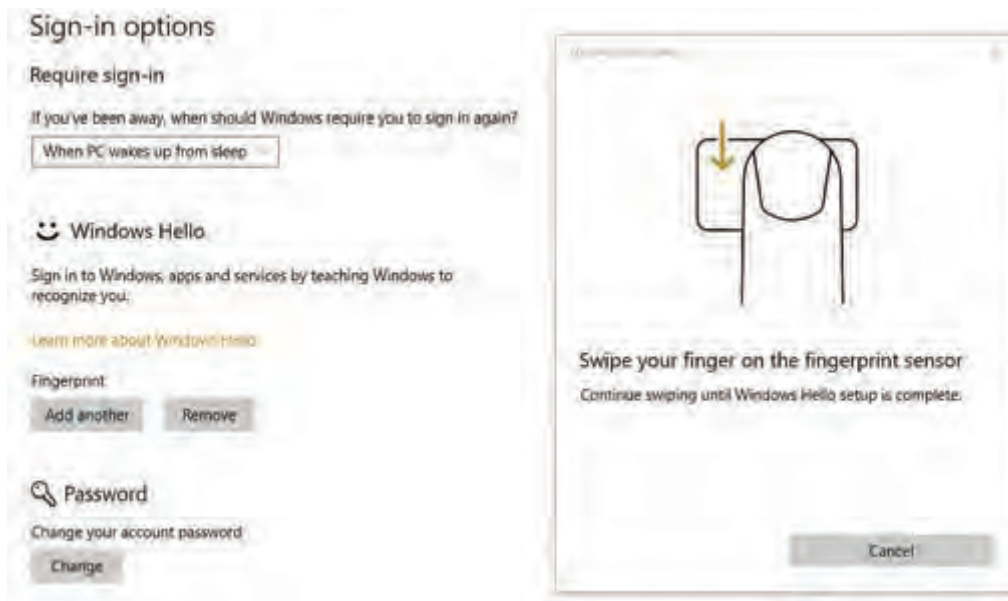 Sign-in options
Require sign-in
If you've been away, when should Windows require you to sign in again?
When PC wakes up from sleep
Windows Hello
Sign in to Windows, apps and services by teaching Windows to
recognize you.
Learn more about Windows Hello
Fingerprint
Add another
Remove
Password
Change your account password
Change
Swipe your finger on the fingerprint sensor
Continue swiping until Windows Hello setup is complete.
Cancel